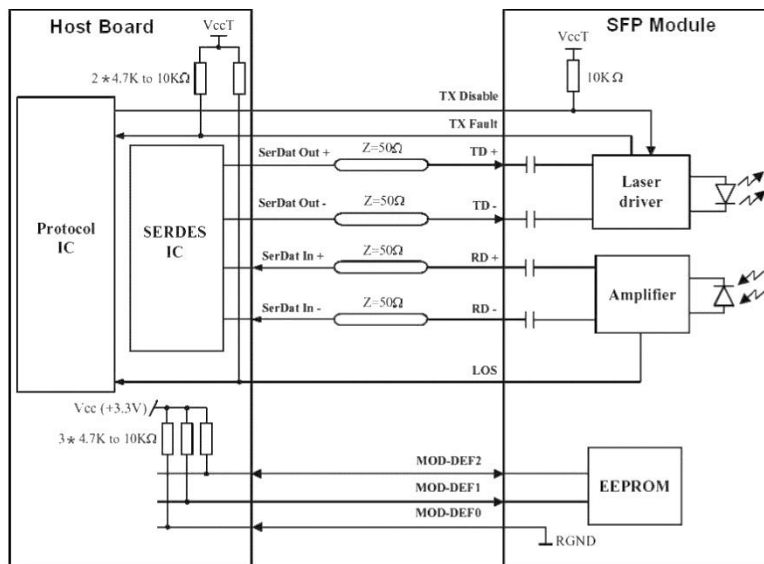 Host Board
SFP Module
VccT
VccT
2*4.7K to 10KΩ
10KΩ
TX Disable
TX Fault
SerDat Out +
Z=50Ω
TD +
SerDat Out -
Z=50Ω
TD -
Laser
driver
Protocol
IC
SERDES
IC
SerDat In +
Z=50Ω
RD +
SerDat In -
Z=50Ω
RD -
Amplifier
LOS
Vcc (+3.3V)
3*4.7K to 10KΩ
MOD-DEF2
MOD-DEF1
MOD-DEF0
EEPROM
RGND